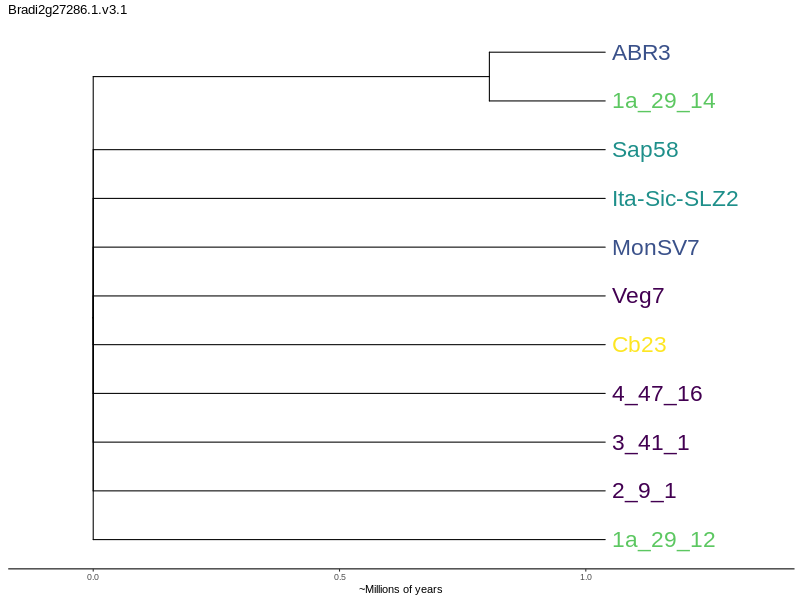 Bradi2g27286.1.v3.1
ABR3
1a_29_14
Sap58
Ita-Sic-SLZ2
MonSV7
Veg7
Cb23
4_47_16
3_41_1
2_9_1
1a_29_12
0.0 0.5 1.0
~Millions of years